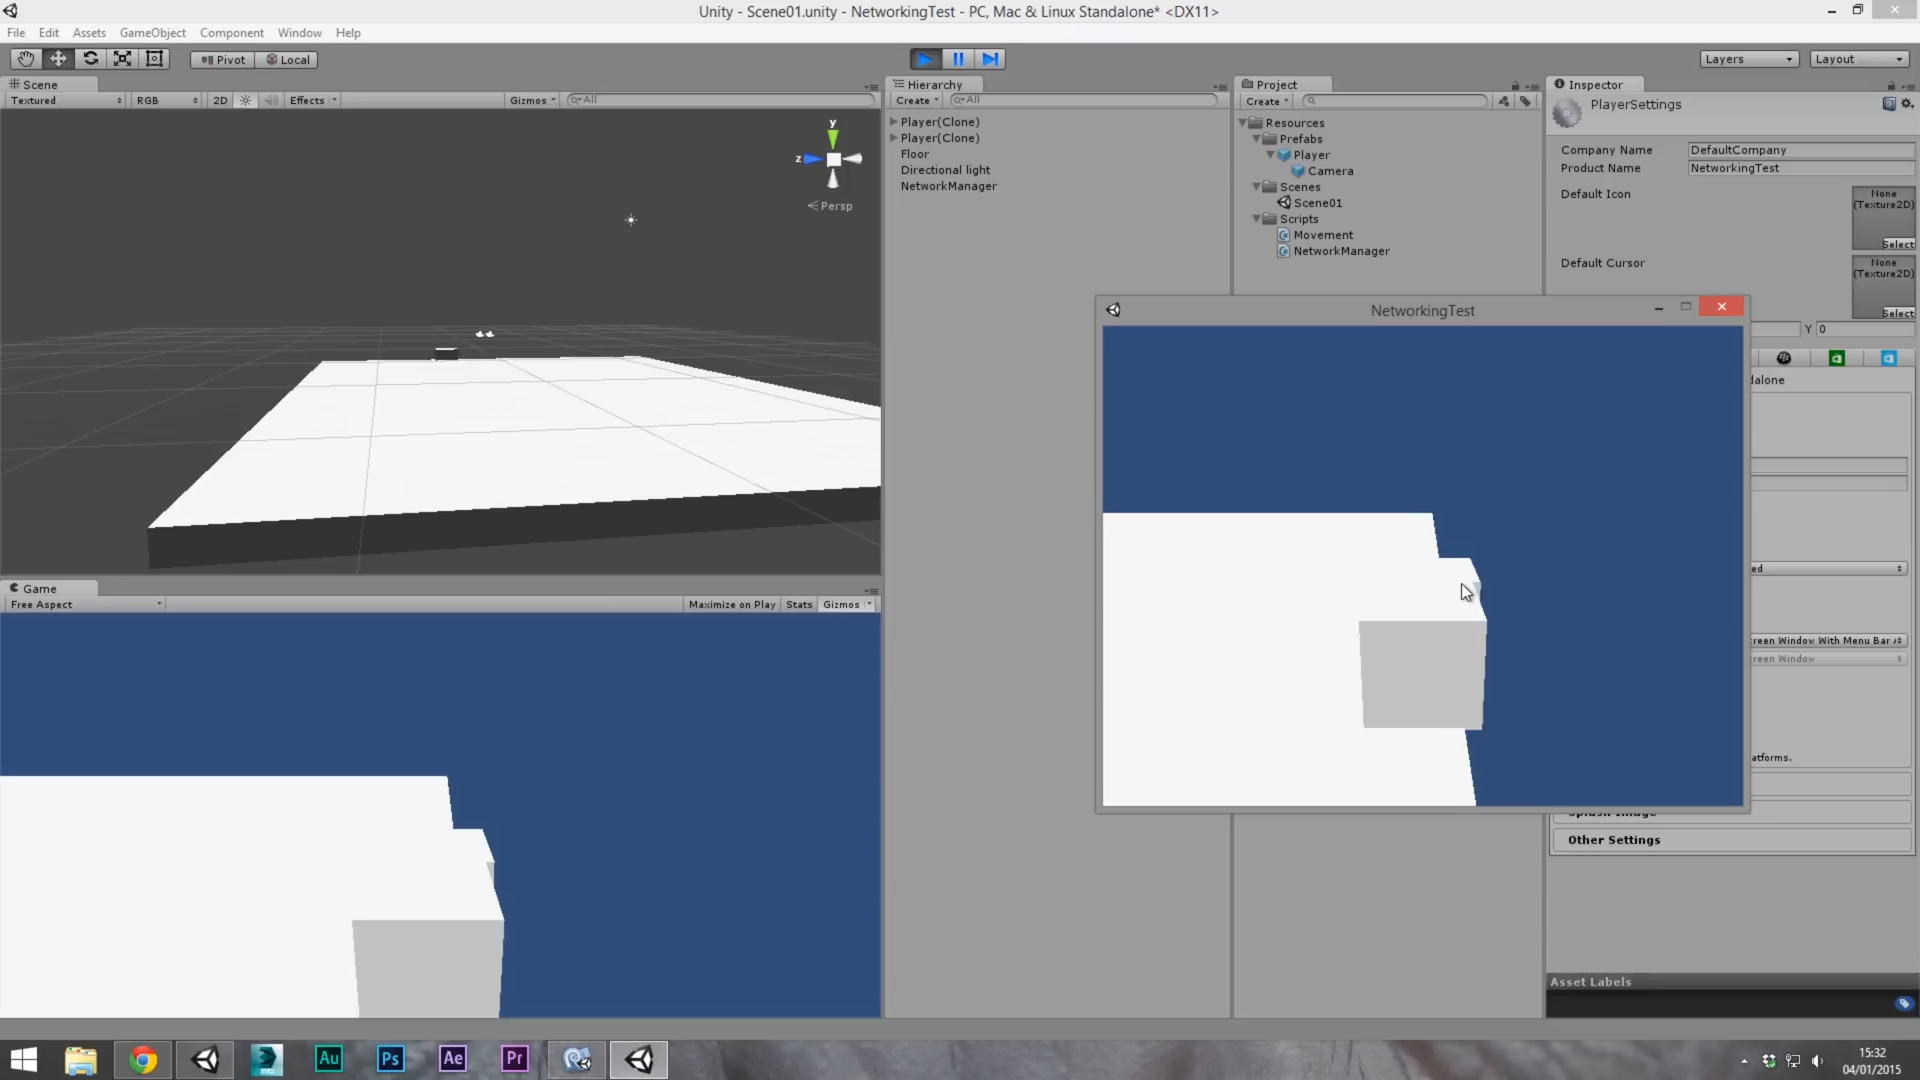 Unity - Scene01.unity - NetworkingTest - PC, Mac & Linux Standalone* <DX11>
File Edit Assets GameObject Component Window Help
Pivot Local
Layers Layout
Scene
Hierarchy
Project
Inspector
Textured RGB 2D Effects Gizmos All
Create All
Create
PlayerSettings
Player(Clone)
Player(Clone)
Floor
Directional light
NetworkManager
Resources
Prefabs
Player
Camera
Scenes
Scene01
Scripts
Movement
NetworkManager
Company Name DefaultCompany
Product Name NetworkingTest
Default Icon
None
(Texture2D)
Select
Default Cursor
None
(Texture2D)
Select
Y 0
y
z
Persp
NetworkingTest
alone
ed
reen Window With Menu Bar
reen Window
atforms.
Splash Image
Other Settings
Asset Labels
Game
Free Aspect Maximize on Play Stats Gizmos
Au Ps Ae Pr
15:32
04/01/2015